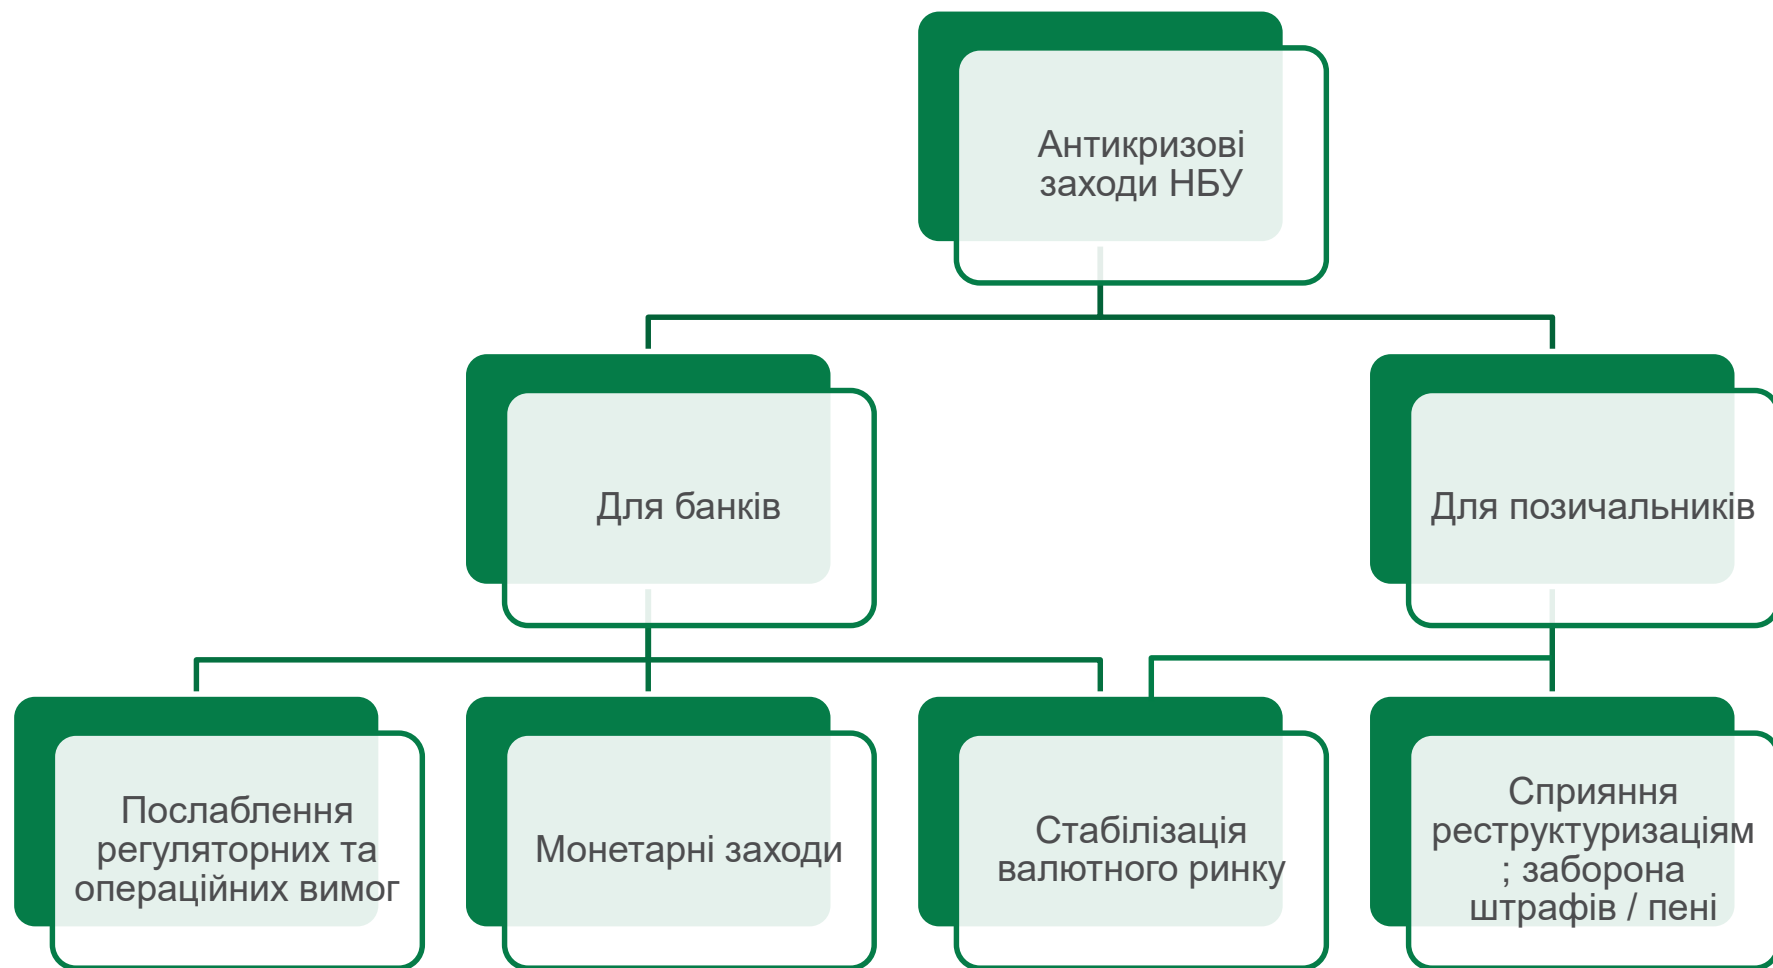 Антикризові
заходи НБУ
Для банків
Для позичальників
Послаблення
регуляторних та
операційних вимог
Монетарні заходи
Стабілізація
валютного ринку
Сприяння
реструктуризаціям
; заборона
штрафів / пені